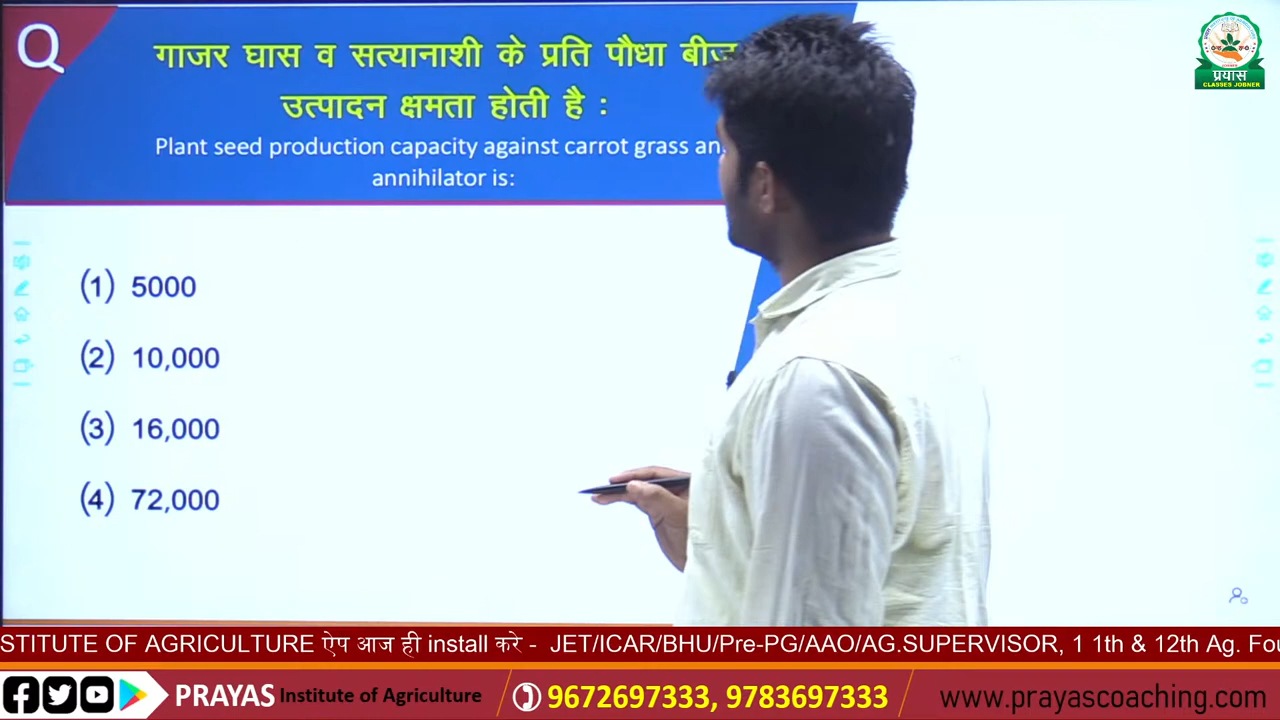 Q
गाजर घास व सत्यानाशी के प्रति पौधा बीज
उत्पादन क्षमता होती है :
Plant seed production capacity against carrot grass an
annihilator is:
(1) 5000
(2) 10,000
(3) 16,000
(4) 72,000
प्रयास
CLASSES JOBNER
STITUTE OF AGRICULTURE ऐप आज ही install करे - JET/ICAR/BHU/Pre-PG/AAO/AG.SUPERVISOR, 1 1th & 12th Ag. Fou
PRAYAS Institute of Agriculture
9672697333, 9783697333
www.prayascoaching.com